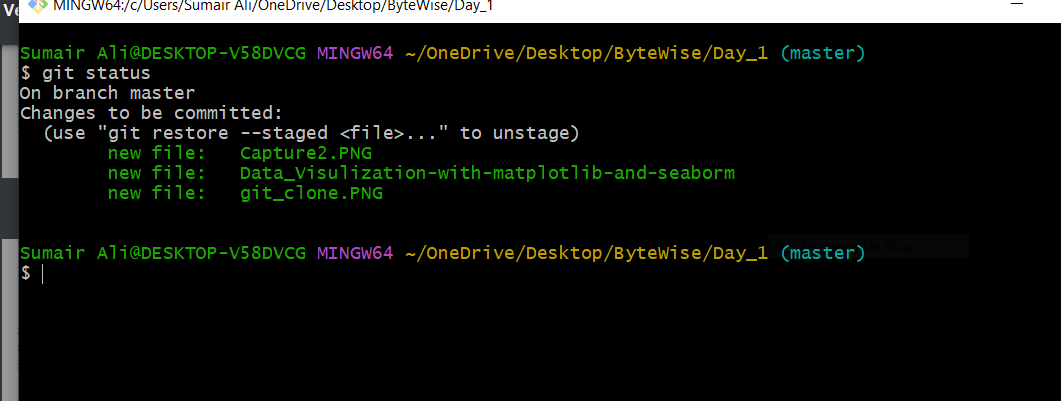 Ve
MINGW64:/c/Users/Sumair Ali/OneDrive/Desktop/ByteWise/Day_1
Sumair Ali@DESKTOP-V58DVCG MINGW64 ~/OneDrive/Desktop/ByteWise/Day_1 (master)
$ git status
On branch master
Changes to be committed:
  (use "git restore --staged <file>..." to unstage)
        new file:   Capture2.PNG
        new file:   Data_Visulization-with-matplotlib-and-seaborm
        new file:   git_clone.PNG
Sumair Ali@DESKTOP-V58DVCG MINGW64 ~/OneDrive/Desktop/ByteWise/Day_1 (master)
$